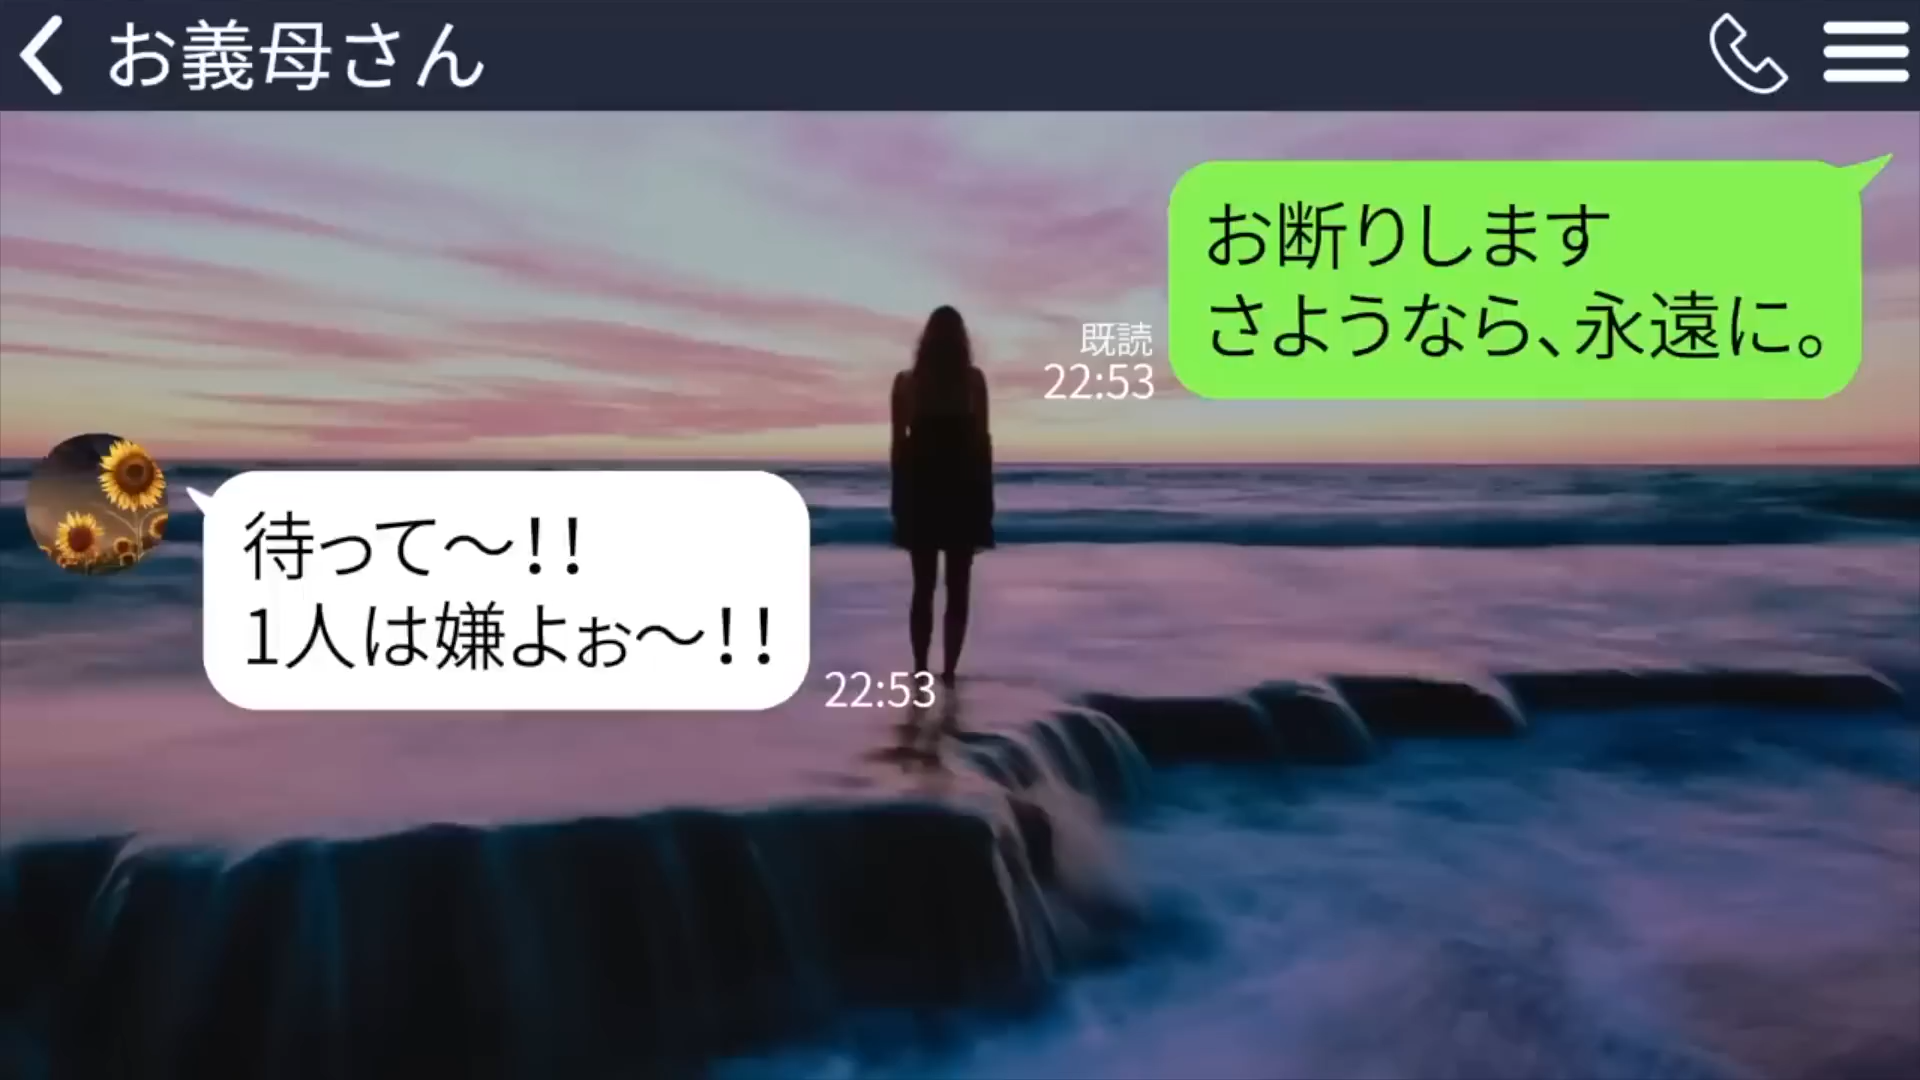 お義母さん
お断りします
さようなら、永遠に。
既読
22:53
待って〜!!
1人は嫌よぉ〜!!
22:53